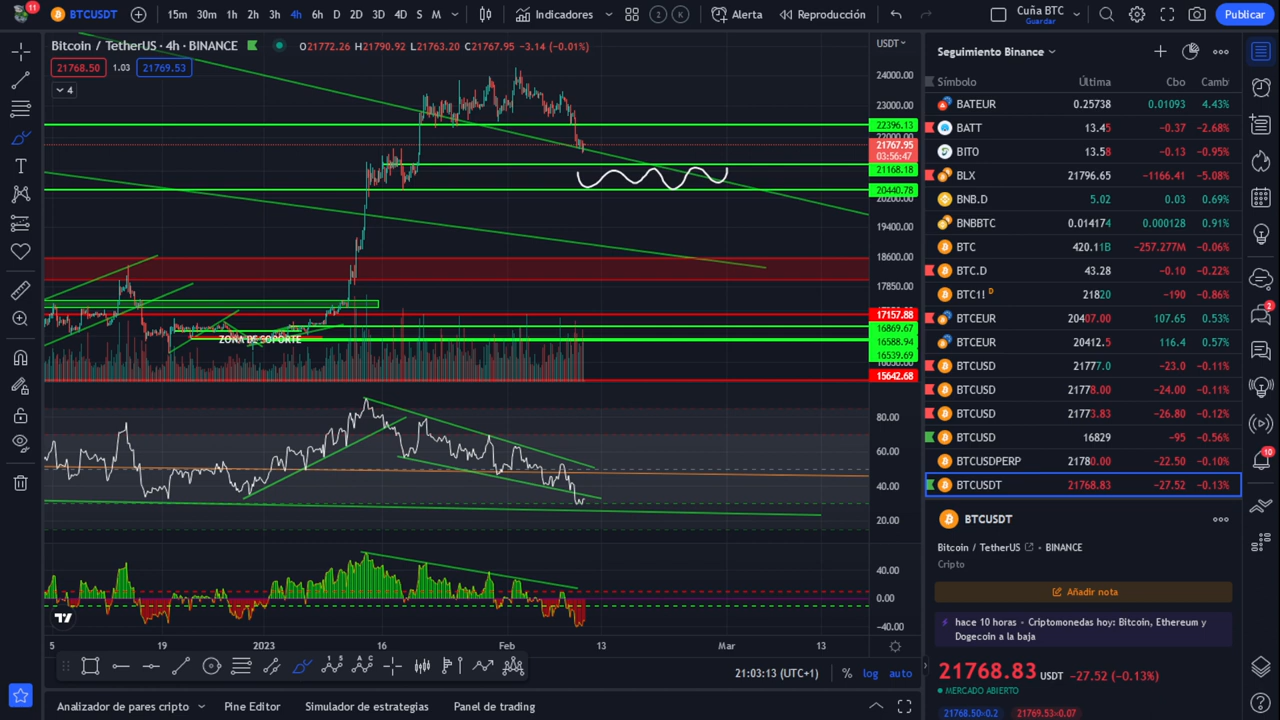 11
BTCUSDT
15m 30m 1h 2h 3h 4h 6h D 2D 3D 4D S M
Indicadores
2 K
Alerta
Reproducción
Cuña BTC
Guardar
Publicar
Bitcoin / TetherUS · 4h · BINANCE
O21772.26 H21790.92 L21763.20 C21767.95 −3.14 (−0.01%)
21768.50 1.03 21769.53
4
USDT
24000.00
23000.00
22396.13
22000.00
21767.95
03:56:47
21168.18
20440.78
20200.00
19400.00
18600.00
17850.00
17157.88
16869.67
16588.94
16539.69
15642.68
ZONA DE SOPORTE
80.00
60.00
40.00
20.00
40.00
0.00
−40.00
5 19 2023 16 Feb 13 Mar 13
21:03:13 (UTC+1) % log auto
Analizador de pares cripto Pine Editor Simulador de estrategias Panel de trading
Seguimiento Binance
Símbolo Última Cbo Camb
BATEUR 0.25738 0.01093 4.43%
BATT 13.45 −0.37 −2.68%
BITO 13.58 −0.13 −0.95%
BLX 21796.65 −1166.41 −5.08%
BNB.D 5.02 0.03 0.69%
BNBBTC 0.014174 0.000128 0.91%
BTC 420.11B −257.277M −0.06%
BTC.D 43.28 −0.10 −0.22%
BTC1! D 21820 −190 −0.86%
BTCEUR 20407.00 107.65 0.53%
BTCEUR 20412.5 116.4 0.57%
BTCUSD 21777.0 −23.0 −0.11%
BTCUSD 21778.00 −24.00 −0.11%
BTCUSD 21773.83 −26.80 −0.12%
BTCUSD 16829 −95 −0.56%
BTCUSDPERP 21780.00 −22.50 −0.10%
BTCUSDT 21768.83 −27.52 −0.13%
BTCUSDT
Bitcoin / TetherUS · BINANCE
Cripto
Añadir nota
hace 10 horas · Criptomonedas hoy: Bitcoin, Ethereum y
Dogecoin a la baja
21768.83 USDT −27.52 (−0.13%)
MERCADO ABIERTO
21768.50×0.2 21769.53×0.07
2
10